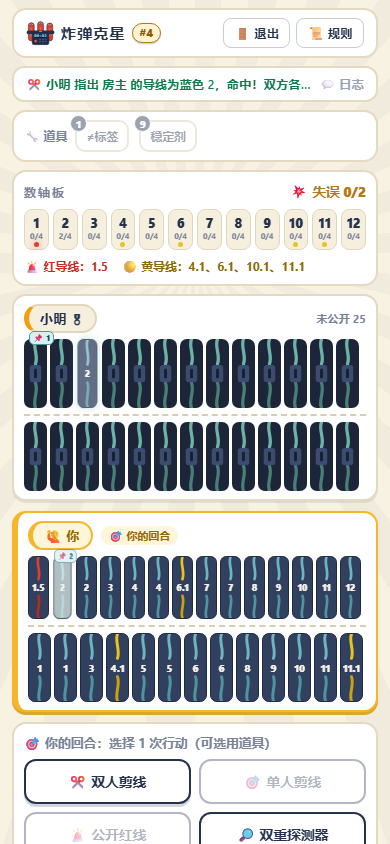 炸弹克星 #4 退出 规则
小明 指出 房主 的导线为蓝色 2，命中！双方各... 日志
道具 1 ≠标签 9 稳定剂
数轴板 失误 0/2
1 2 3 4 5 6 7 8 9 10 11 12
0/4 2/4 0/4 0/4 0/4 0/4 0/4 0/4 0/4 0/4 0/4 0/4
红导线：1.5 黄导线：4.1、6.1、10.1、11.1
小明 未公开 25
1
2
你 你的回合
2
1.5 2 2 3 4 4 6.1 7 7 8 9 10 11 12
1 1 3 4.1 5 5 6 6 8 9 10 11 11.1
你的回合：选择 1 次行动（可选用道具）
双人剪线 单人剪线
公开红线 双重探测器